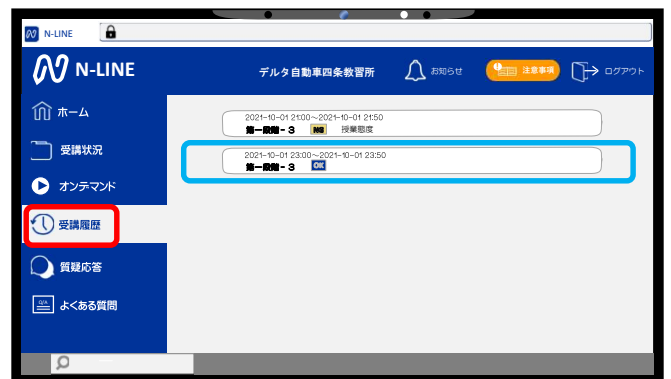 N-LINE
N-LINE デルタ自動車四条教習所 お知らせ 注意事項 ログアウト
ホーム
受講状況
オンデマンド
受講履歴
質疑応答
Q/A よくある質問
2021-10-01 21:00~2021-10-01 21:50
第一段階-3 NG 授業態度
2021-10-01 23:00~2021-10-01 23:50
第一段階-3 OK